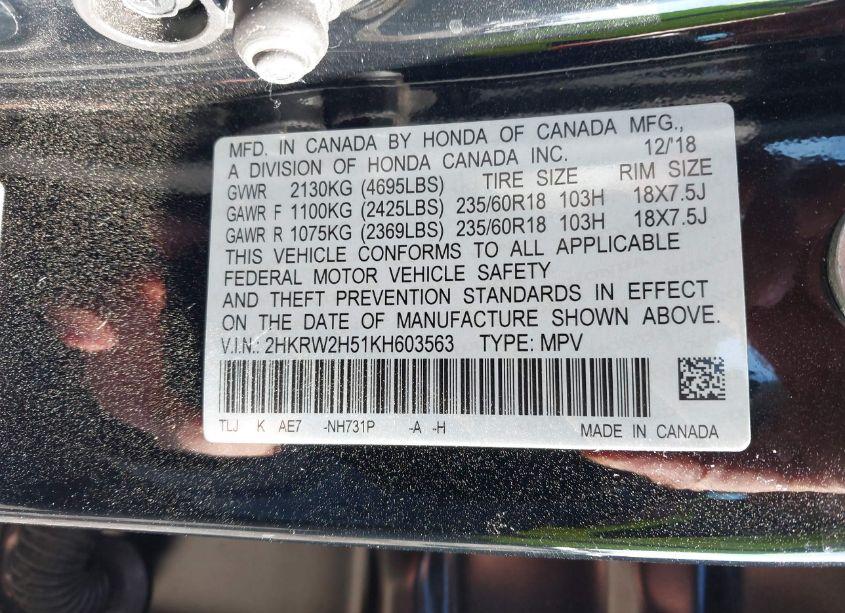 MFD. IN CANADA BY HONDA OF CANADA MFG.,
A DIVISION OF HONDA CANADA INC. 12/'18
GVWR 2130KG (4695LBS) TIRE SIZE RIM SIZE
GAWR F 1100KG (2425LBS) 235/60R18 103H 18X7.5J
GAWR R 1075KG (2369LBS) 235/60R18 103H 18X7.5J
THIS VEHICLE CONFORMS TO ALL APPLICABLE
FEDERAL MOTOR VEHICLE SAFETY
AND THEFT PREVENTION STANDARDS IN EFFECT
ON THE DATE OF MANUFACTURE SHOWN ABOVE.
V.I.N.: 2HKRW2H51KH603563 TYPE: MPV
TLJ K AE7 -NH731P -A -H MADE IN CANADA